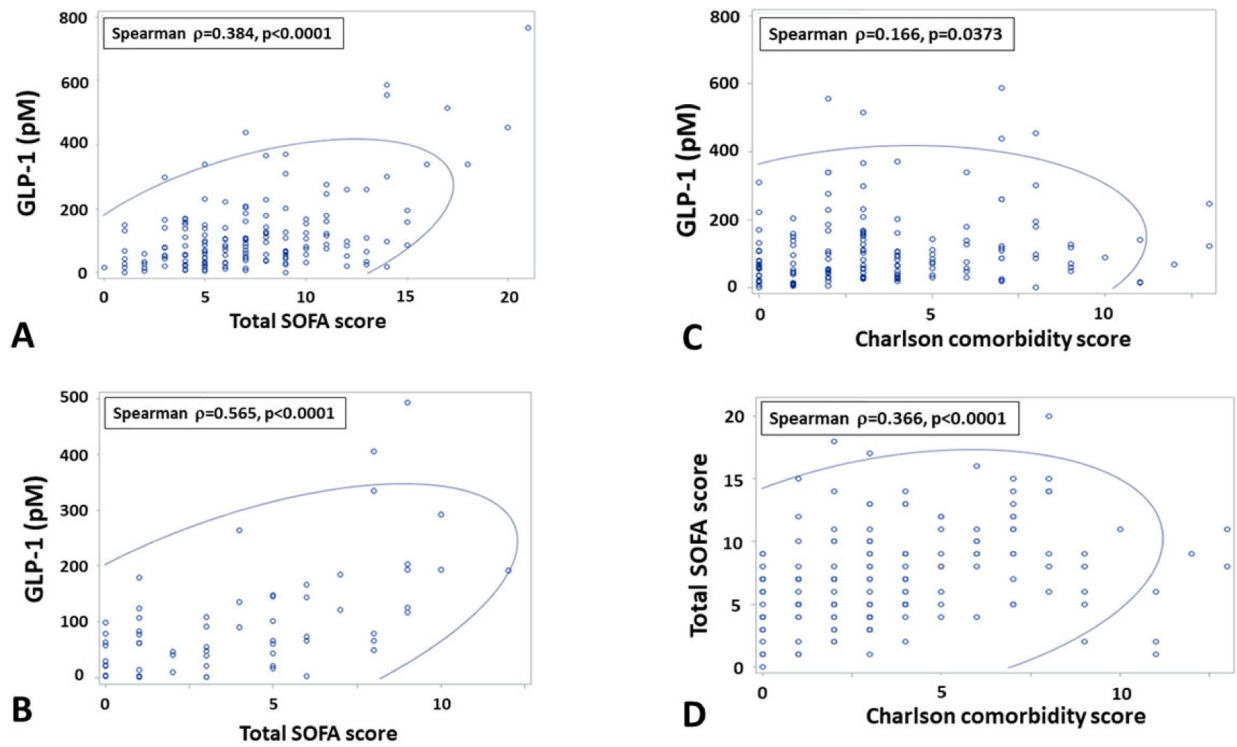 Spearman ρ=0.384, p<0.0001
GLP-1 (pM)
800
600
400
200
0
0 5 10 15 20
Total SOFA score
A
Spearman ρ=0.166, p=0.0373
GLP-1 (pM)
800
600
400
200
0
0 5 10
Charlson comorbidity score
C
Spearman ρ=0.565, p<0.0001
GLP-1 (pM)
500
400
300
200
100
0
0 5 10
Total SOFA score
B
Spearman ρ=0.366, p<0.0001
Total SOFA score
20
15
10
5
0
0 5 10
Charlson comorbidity score
D